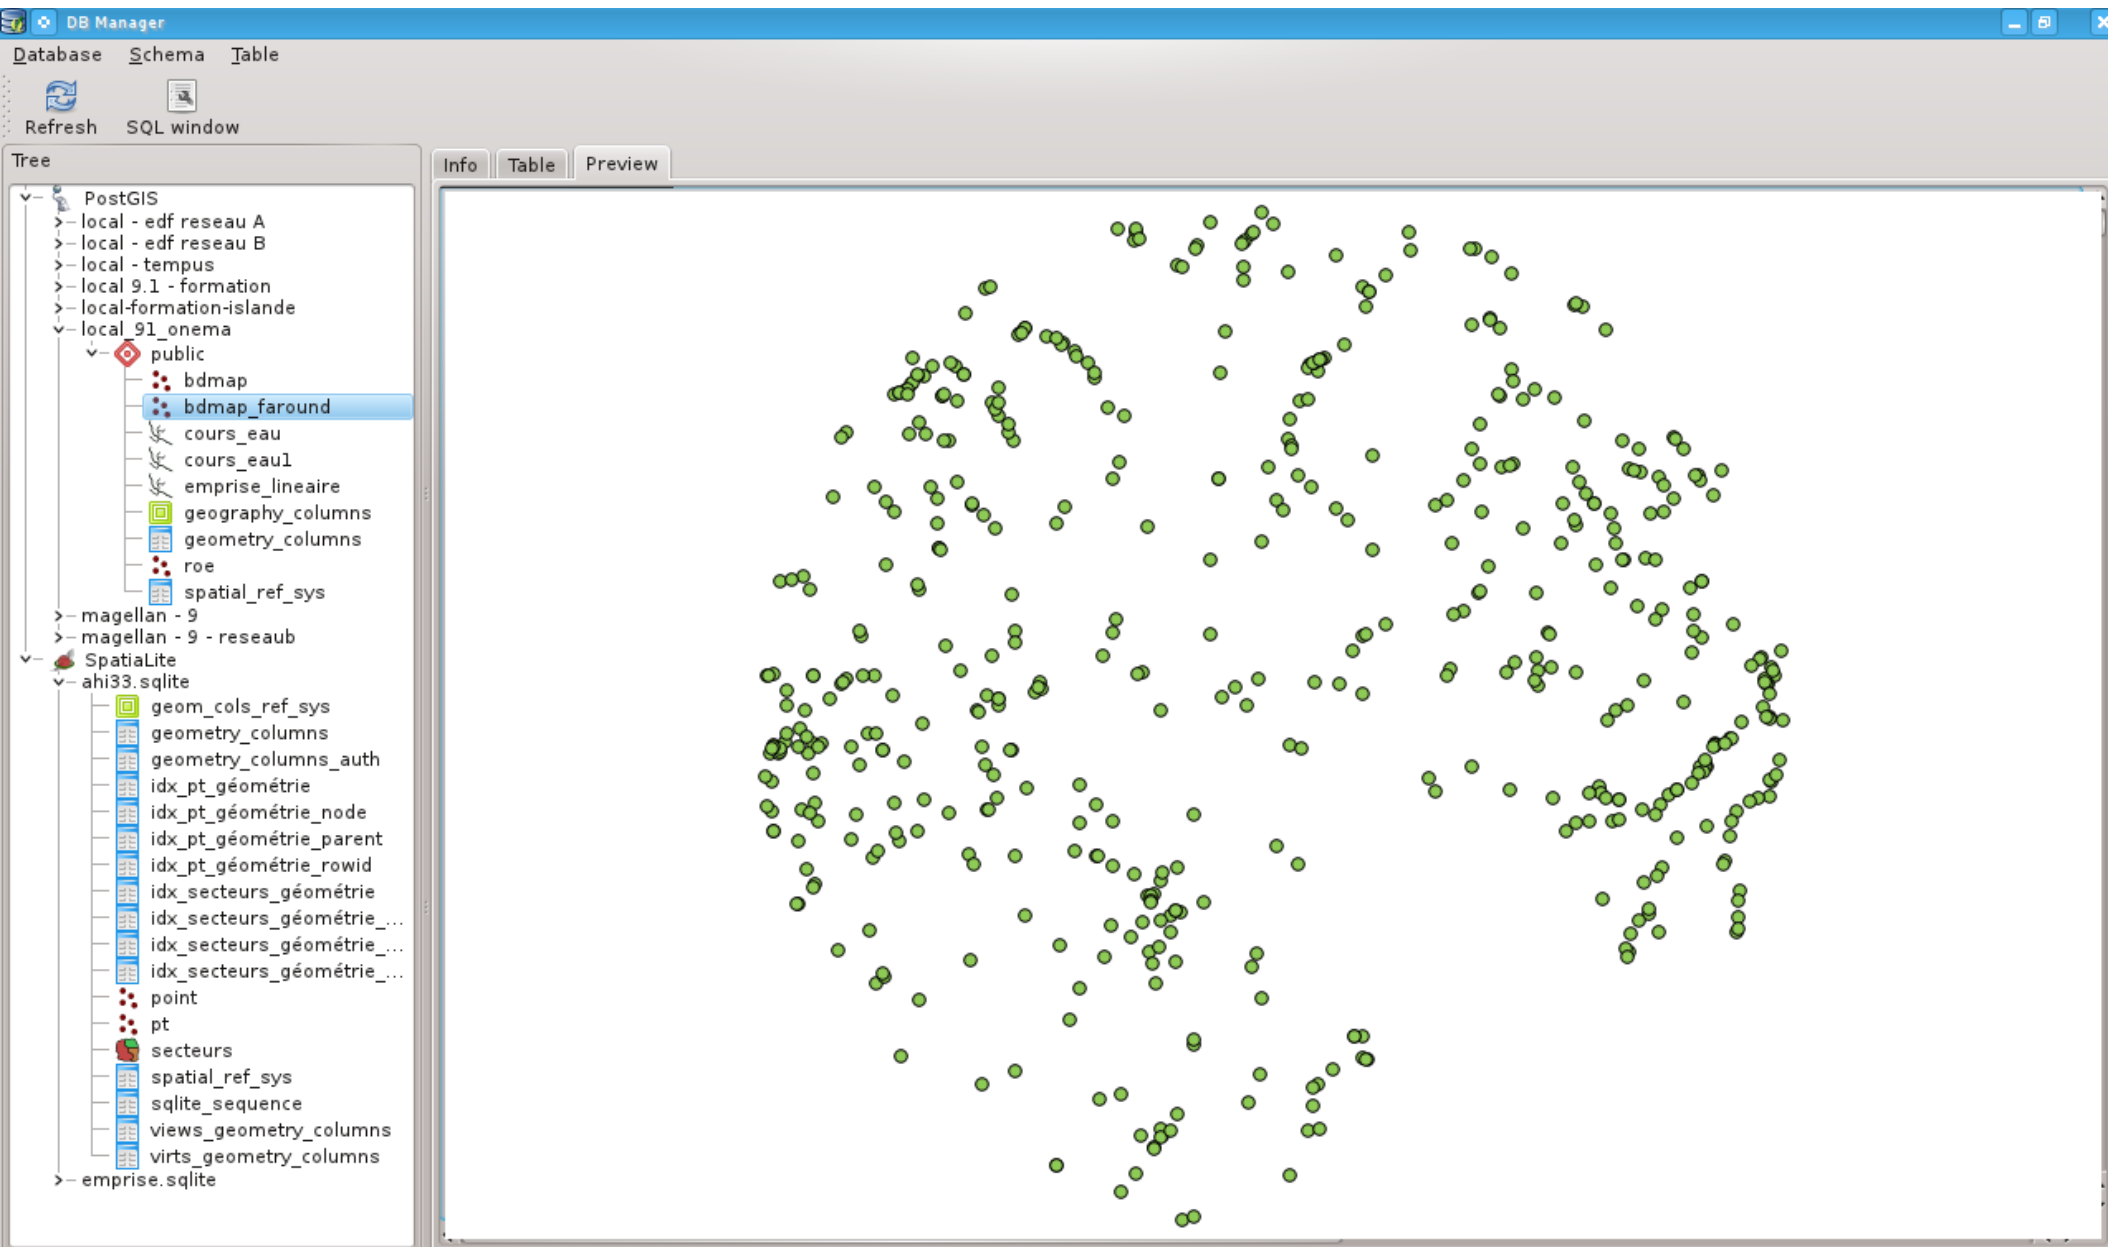 DB Manager
Database Schema Table
Refresh SQL window
Tree
Info Table Preview
PostGIS
local - edf reseau A
local - edf reseau B
local - tempus
local 9.1 - formation
local-formation-islande
local_91_onema
public
bdmap
bdmap_faround
cours_eau
cours_eau1
emprise_lineaire
geography_columns
geometry_columns
roe
spatial_ref_sys
magellan - 9
magellan - 9 - reseaub
SpatiaLite
ahi33.sqlite
geom_cols_ref_sys
geometry_columns
geometry_columns_auth
idx_pt_géométrie
idx_pt_géométrie_node
idx_pt_géométrie_parent
idx_pt_géométrie_rowid
idx_secteurs_géométrie
idx_secteurs_géométrie_...
idx_secteurs_géométrie_...
idx_secteurs_géométrie_...
point
pt
secteurs
spatial_ref_sys
sqlite_sequence
views_geometry_columns
virts_geometry_columns
emprise.sqlite